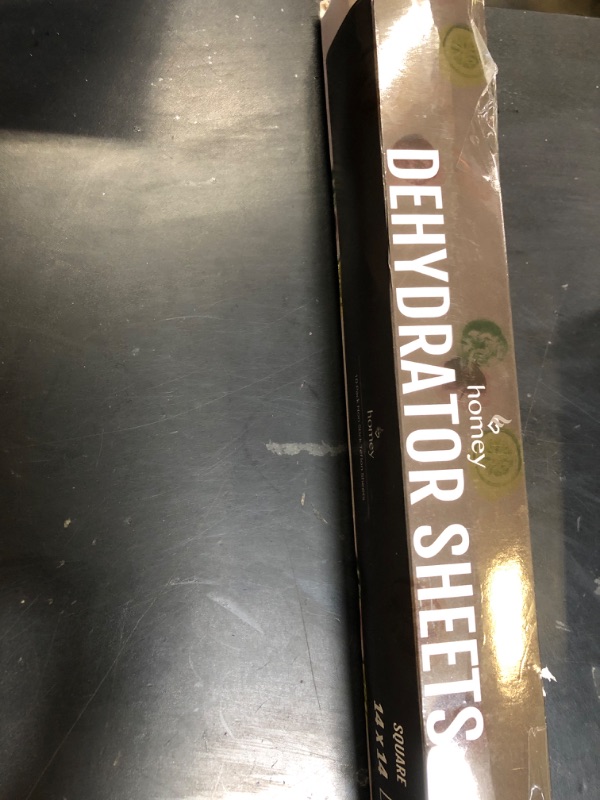 homey
DEHYDRATOR SHEETS
homey
SQUARE
14 X 14